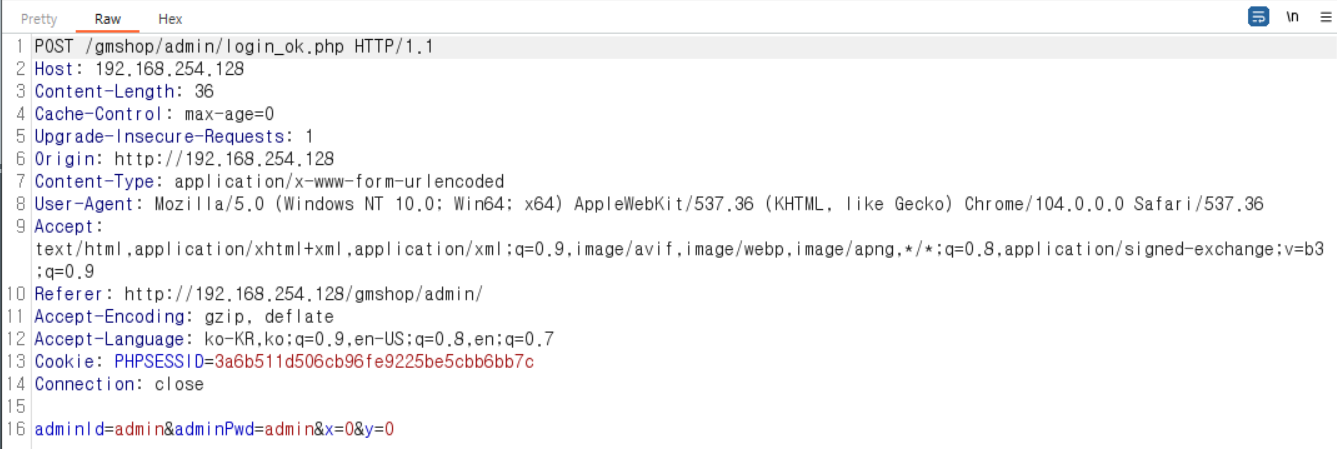 Pretty Raw Hex \n
1 POST /gmshop/admin/login_ok.php HTTP/1.1
2 Host: 192.168.254.128
3 Content-Length: 36
4 Cache-Control: max-age=0
5 Upgrade-Insecure-Requests: 1
6 Origin: http://192.168.254.128
7 Content-Type: application/x-www-form-urlencoded
8 User-Agent: Mozilla/5.0 (Windows NT 10.0; Win64; x64) AppleWebKit/537.36 (KHTML, like Gecko) Chrome/104.0.0.0 Safari/537.36
9 Accept:
text/html,application/xhtml+xml,application/xml;q=0.9,image/avif,image/webp,image/apng,*/*;q=0.8,application/signed-exchange;v=b3
;q=0.9
10 Referer: http://192.168.254.128/gmshop/admin/
11 Accept-Encoding: gzip, deflate
12 Accept-Language: ko-KR,ko;q=0.9,en-US;q=0.8,en;q=0.7
13 Cookie: PHPSESSID=3a6b511d506cb96fe9225be5cbb6bb7c
14 Connection: close
15
16 adminId=admin&adminPwd=admin&x=0&y=0